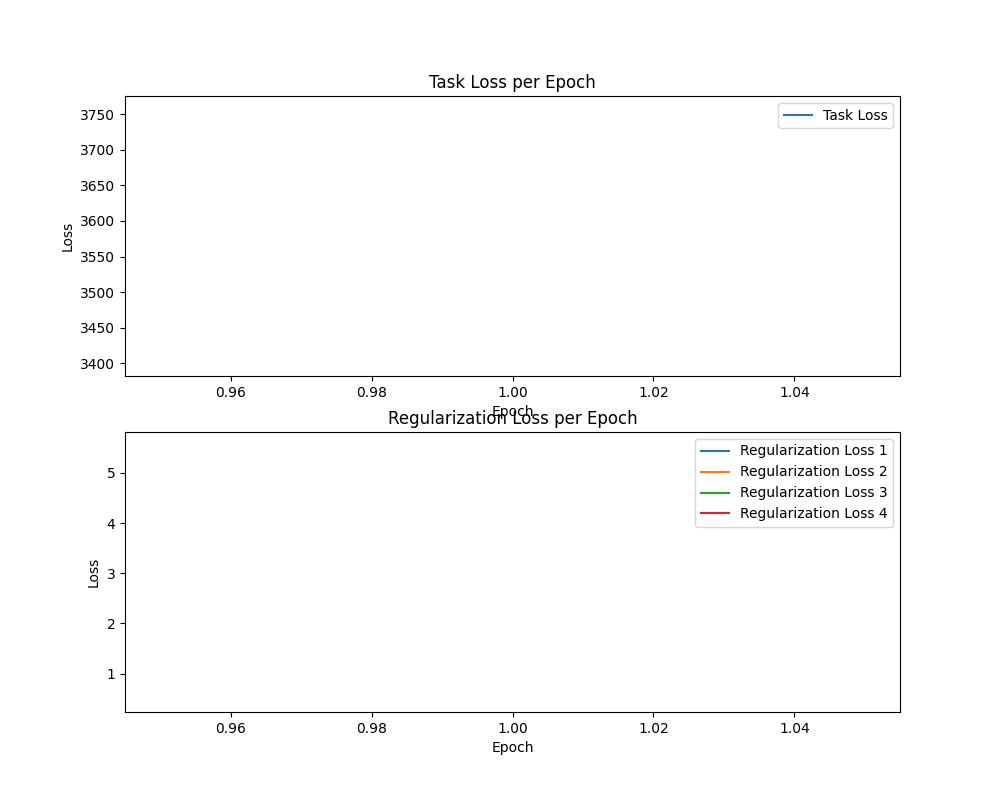 Task Loss per Epoch
Task Loss
3750
3700
3650
3600
3550
3500
3450
3400
Loss
0.96 0.98 1.00 1.02 1.04
Epoch
Regularization Loss per Epoch
Regularization Loss 1
Regularization Loss 2
Regularization Loss 3
Regularization Loss 4
5
4
3
2
1
Loss
0.96 0.98 1.00 1.02 1.04
Epoch